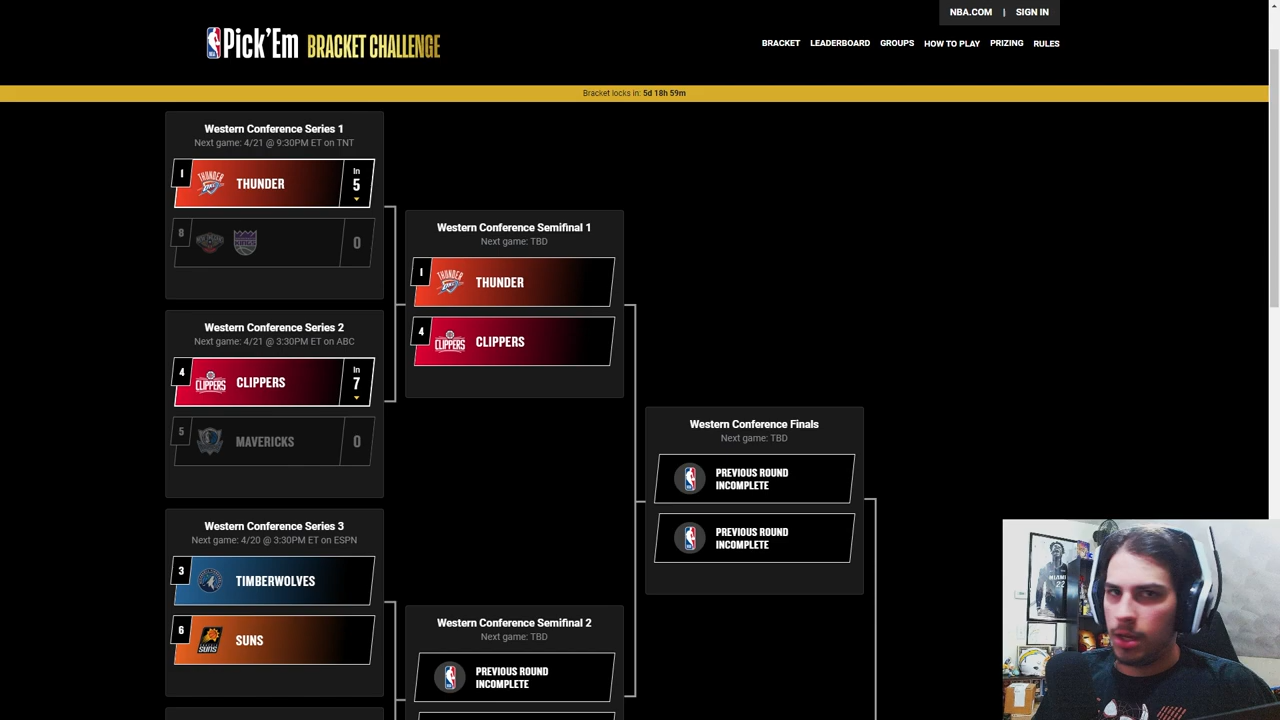 NBA.COM | SIGN IN
Pick'Em BRACKET CHALLENGE
BRACKET LEADERBOARD GROUPS HOW TO PLAY PRIZING RULES
Bracket locks in: 5d 18h 59m
Western Conference Series 1
Next game: 4/21 @ 9:30PM ET on TNT
1 THUNDER In 5
8 0
Western Conference Semifinal 1
Next game: TBD
1 THUNDER
4 CLIPPERS
Western Conference Series 2
Next game: 4/21 @ 3:30PM ET on ABC
4 CLIPPERS In 7
5 MAVERICKS 0
Western Conference Finals
Next game: TBD
PREVIOUS ROUND
INCOMPLETE
PREVIOUS ROUND
INCOMPLETE
Western Conference Series 3
Next game: 4/20 @ 3:30PM ET on ESPN
3 TIMBERWOLVES
6 SUNS
Western Conference Semifinal 2
Next game: TBD
PREVIOUS ROUND
INCOMPLETE
MIAMI
22